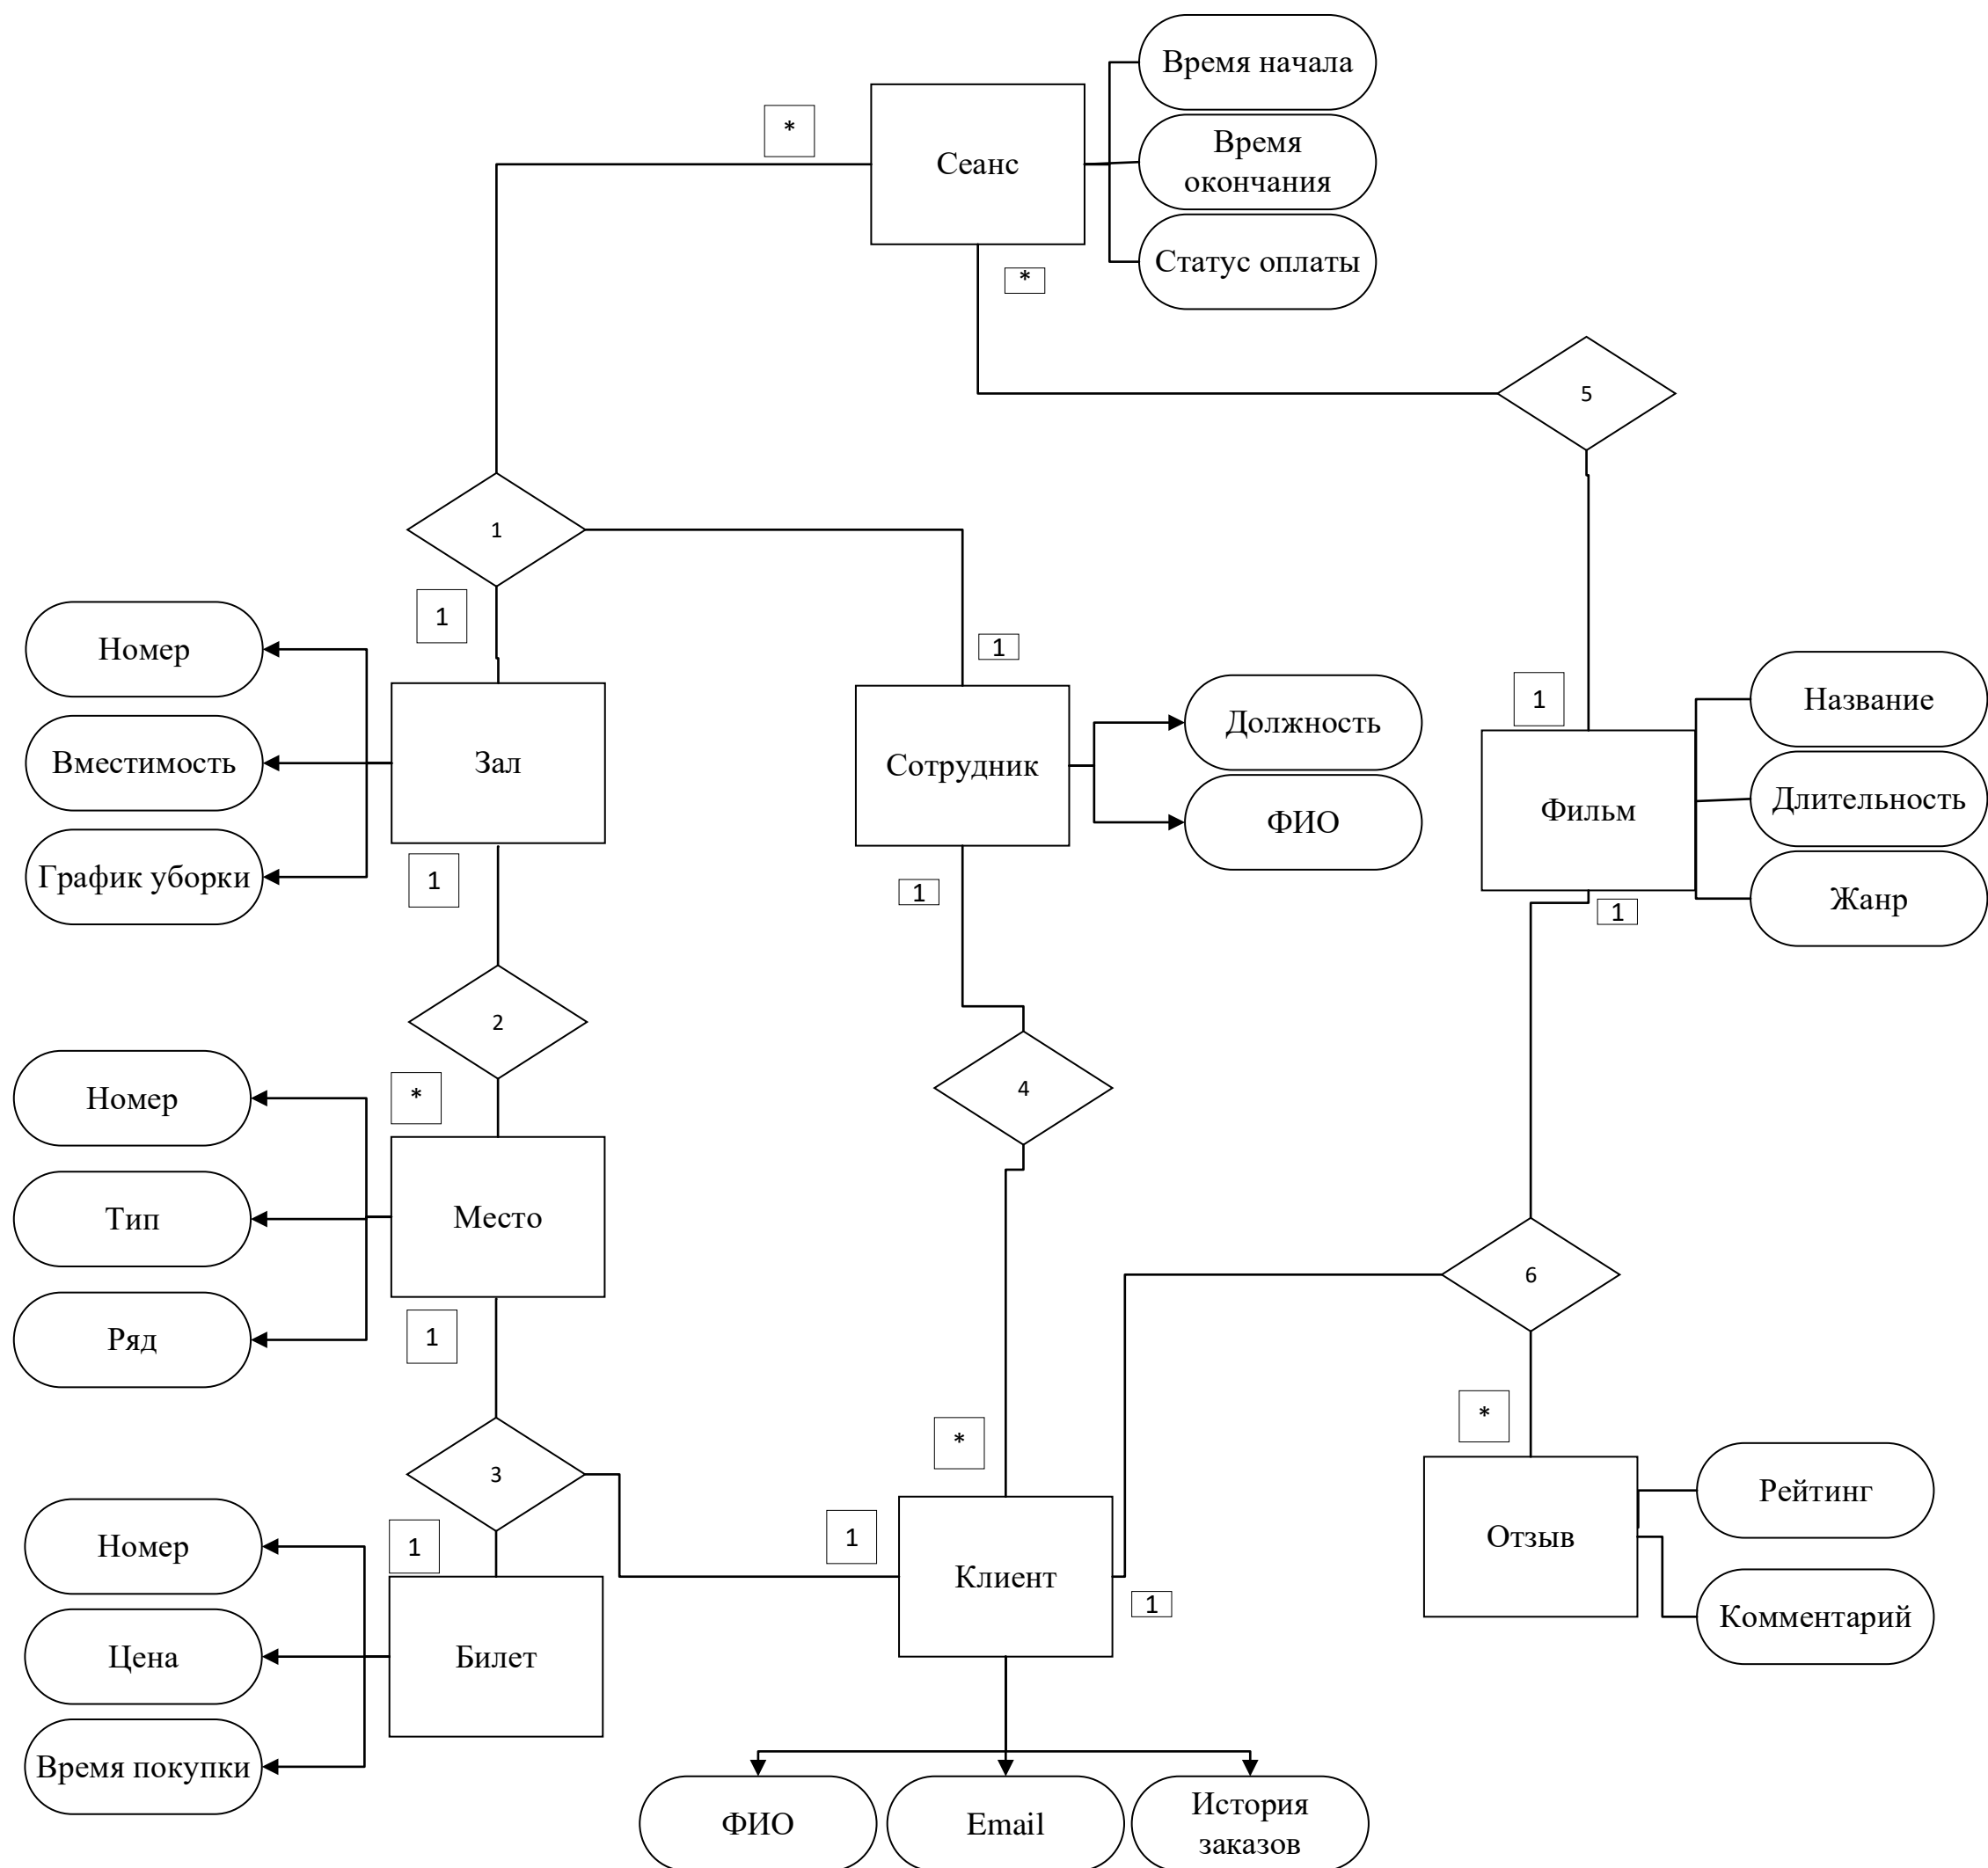 Время начала
*
Сеанс
Время
окончания
Статус оплаты
*
5
1
1
1
Номер
Вместимость
График уборки
Зал
Сотрудник
Должность
ФИО
1
Фильм
Название
Длительность
Жанр
1
1
1
2
4
*
Номер
Тип
Ряд
Место
6
1
*
*
3
1
1
Клиент
1
Отзыв
Рейтинг
Комментарий
Номер
Цена
Время покупки
Билет
ФИО
Email
История
заказов